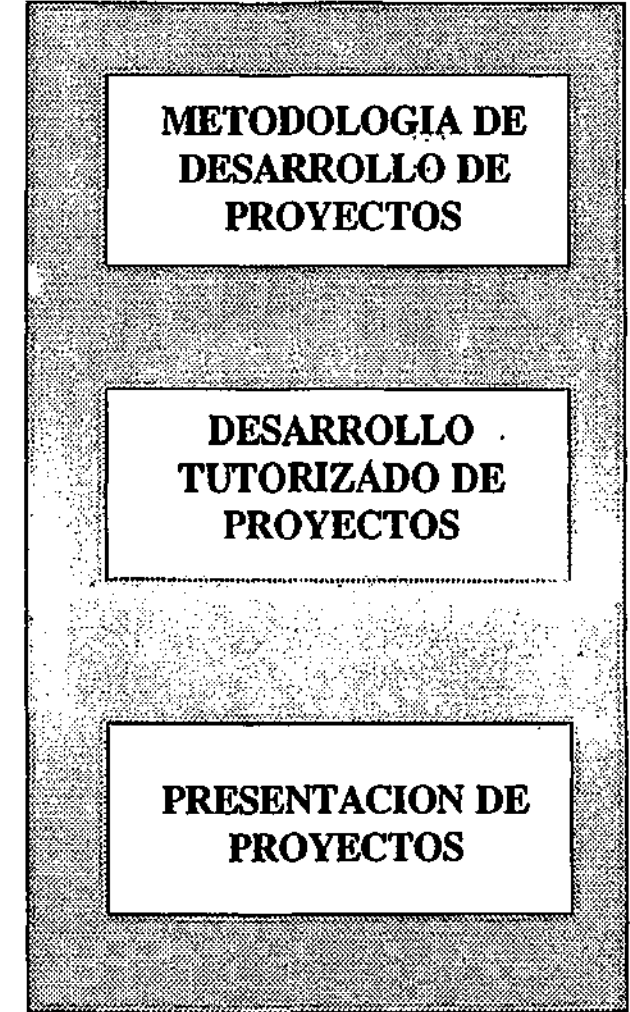 METODOLOGIA DE
DESARROLLO DE
PROYECTOS
DESARROLLO
TUTORIZADO DE
PROYECTOS
PRESENTACION DE
PROYECTOS